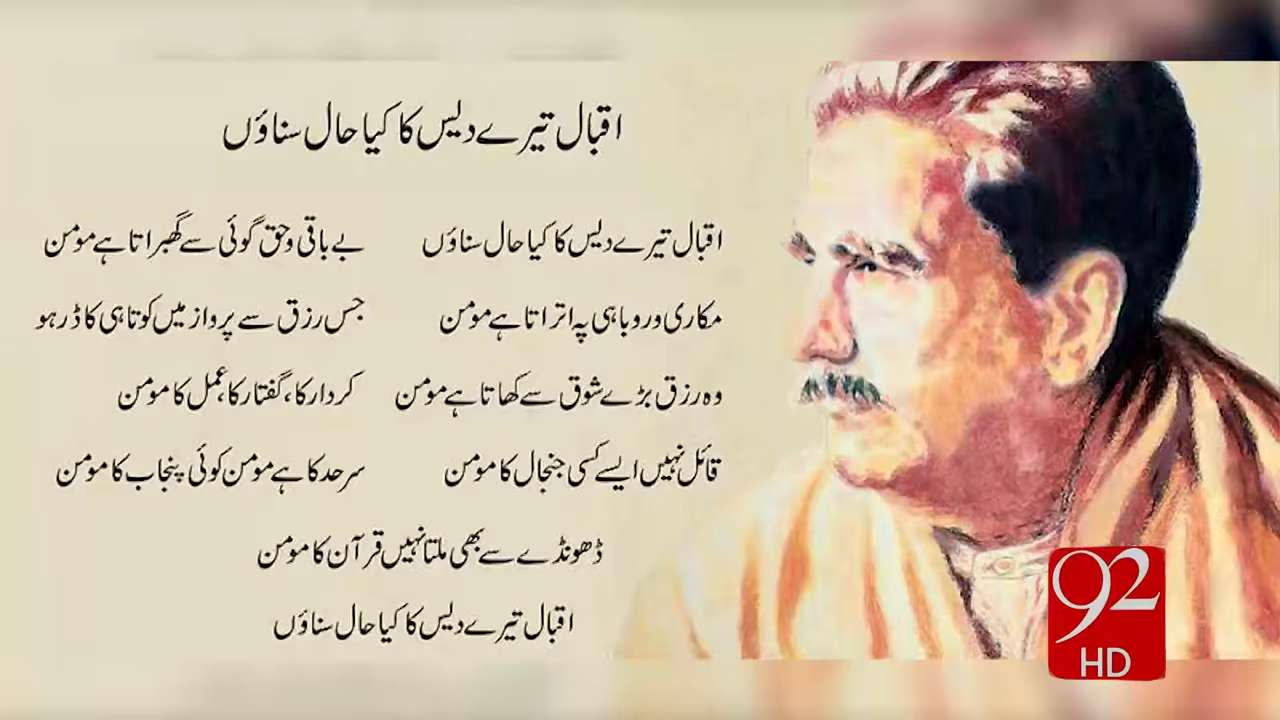 اقبال تیرے دیس کا کیا حال سناؤں
اقبال تیرے دیس کا کیا حال سناؤں بے باقی و حق گوئی سے گھبراتا ہے مومن
مکاری و روباہی پہ اتراتا ہے مومن جس رزق سے پرواز میں کوتاہی کا ڈر ہو
وہ رزق بڑے شوق سے کھاتا ہے مومن کردار کا، گفتار کا، عمل کا مومن
قائل نہیں ایسے کسی جنجال کا مومن سرحد کا ہے مومن کوئی پنجاب کا مومن
ڈھونڈے سے بھی ملتا نہیں قرآن کا مومن
اقبال تیرے دیس کا کیا حال سناؤں
92
HD